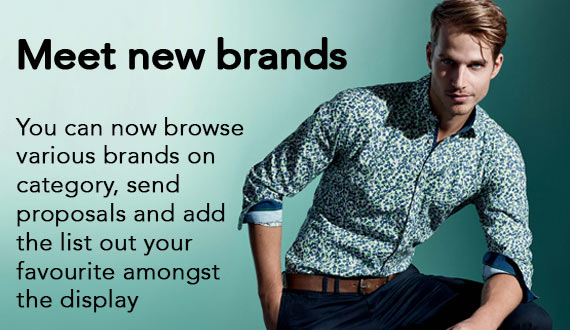 Meet new brands
You can now browse
various brands on
category, send
proposals and add
the list out your
favourite amongst
the display